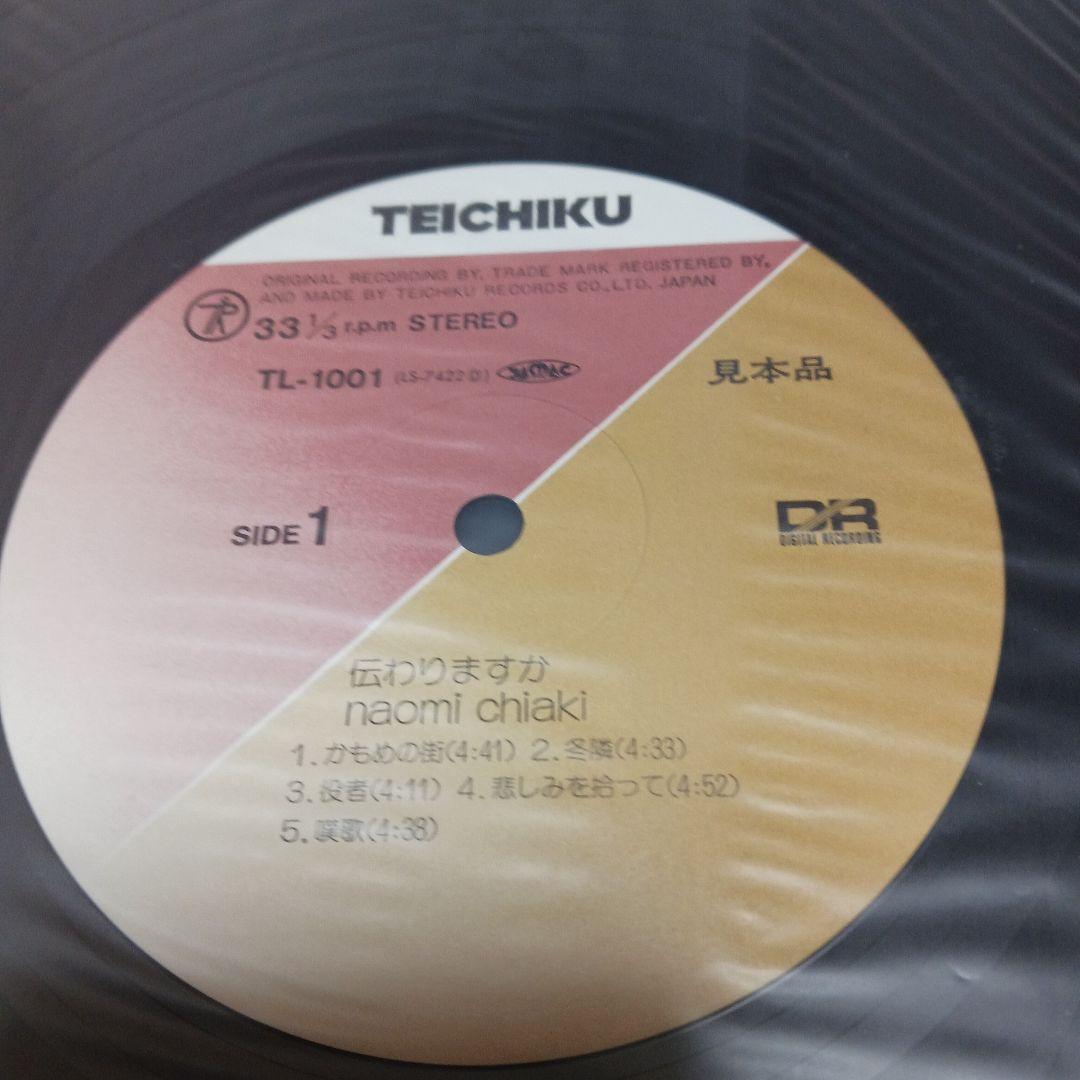 TEICHIKU
ORIGINAL RECORDING BY, TRADE MARK REGISTERED BY,
AND MADE BY TEICHIKU RECORDS CO.,LTD. JAPAN
33 1/3 r.p.m STEREO
TL-1001 (LS-7422 D)
見本品
SIDE 1
DR
DIGITAL RECORDING
伝わりますか
naomi chiaki
1. かもめの街(4:41) 2. 冬隣(4:33)
3. 役者(4:11) 4. 悲しみを拾って(4:52)
5. 嘆歌(4:38)